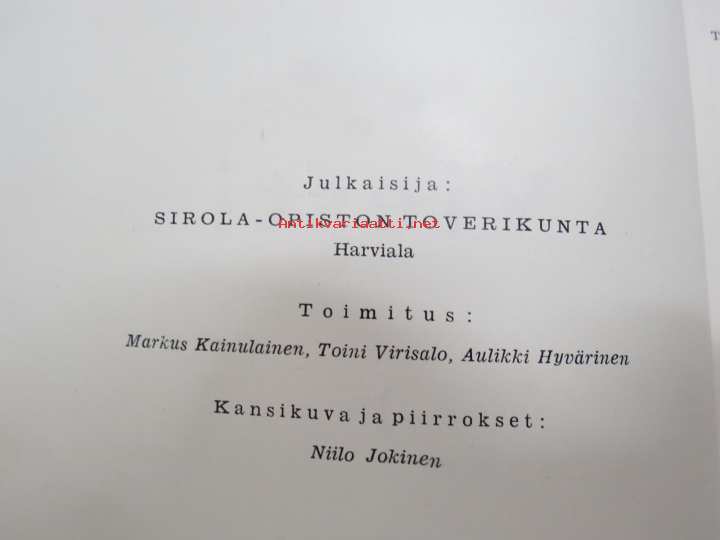 Julkaisija:
SIROLA-OPISTON TOVERIKUNTA
Antikvariaatti.net
Harviala
Toimitus:
Markus Kainulainen, Toini Virisalo, Aulikki Hyvärinen
Kansikuva ja piirrokset:
Niilo Jokinen
T